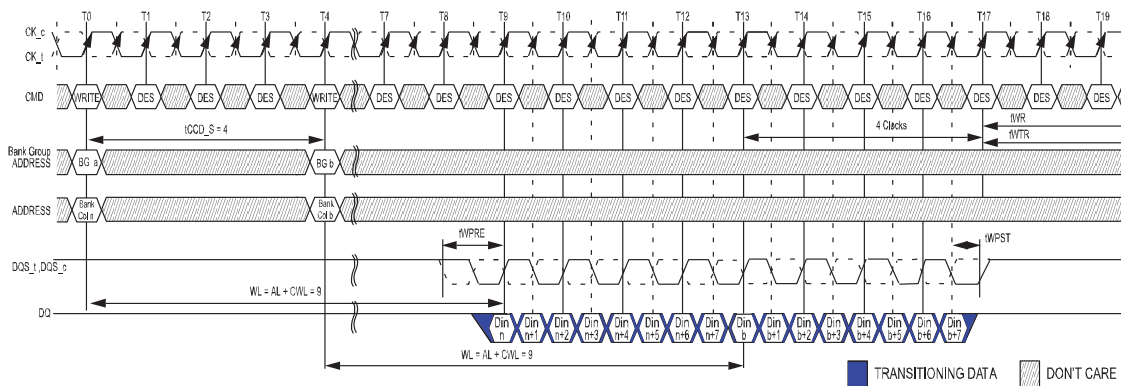 T0 T1 T2 T3 T4 T7 T8 T9 T10 T11 T12 T13 T14 T15 T16 T17 T18 T19
CK_c
CK_t
CMD WRITE DES DES DES WRITE DES DES DES DES DES DES DES DES DES DES DES DES DES
tCCD_S = 4
4 Clocks
tWR
tWTR
Bank Group
ADDRESS BG a BG b
ADDRESS Bank Col n Bank Col b
tWPRE tWPST
DQS_t ,DQS_c
WL = AL + CWL = 9
DQ Din n Din n+1 Din n+2 Din n+3 Din n+4 Din n+5 Din n+6 Din n+7 Din b Din b+1 Din b+2 Din b+3 Din b+4 Din b+5 Din b+6 Din b+7
WL = AL + CWL = 9
TRANSITIONING DATA DON'T CARE